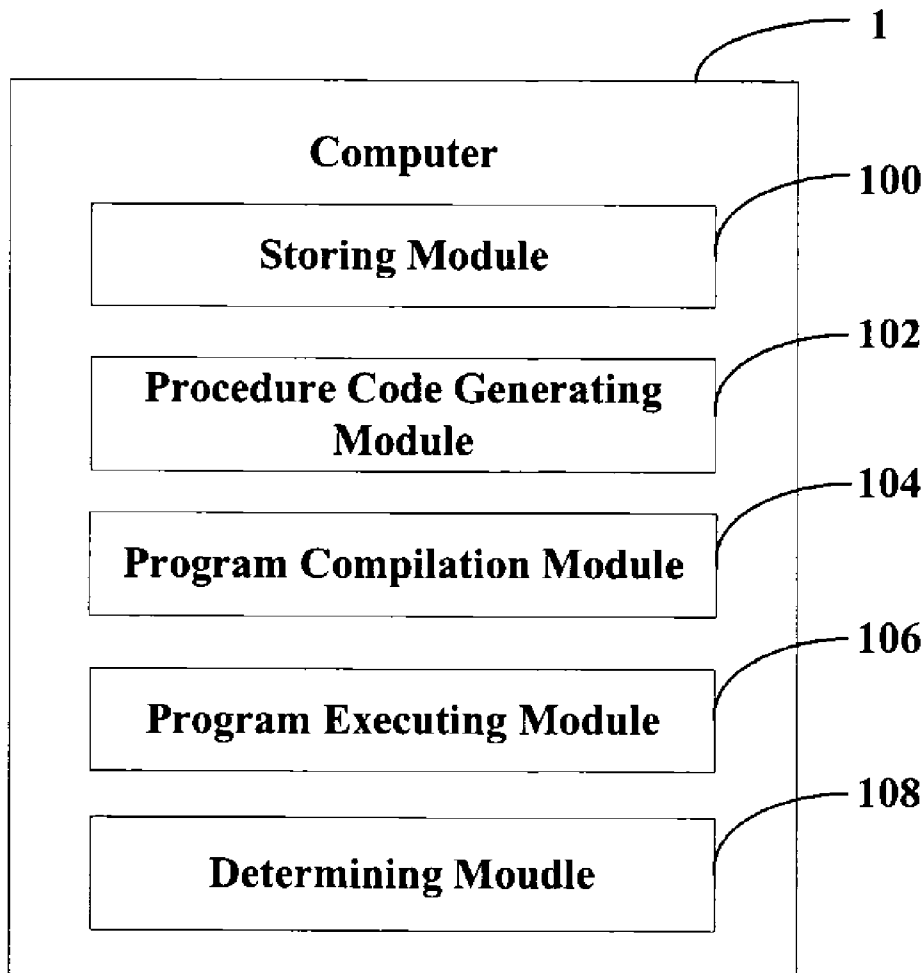 1
Computer
100
Storing Module
102
Procedure Code Generating
Module
104
Program Compilation Module
106
Program Executing Module
108
Determining Moudle